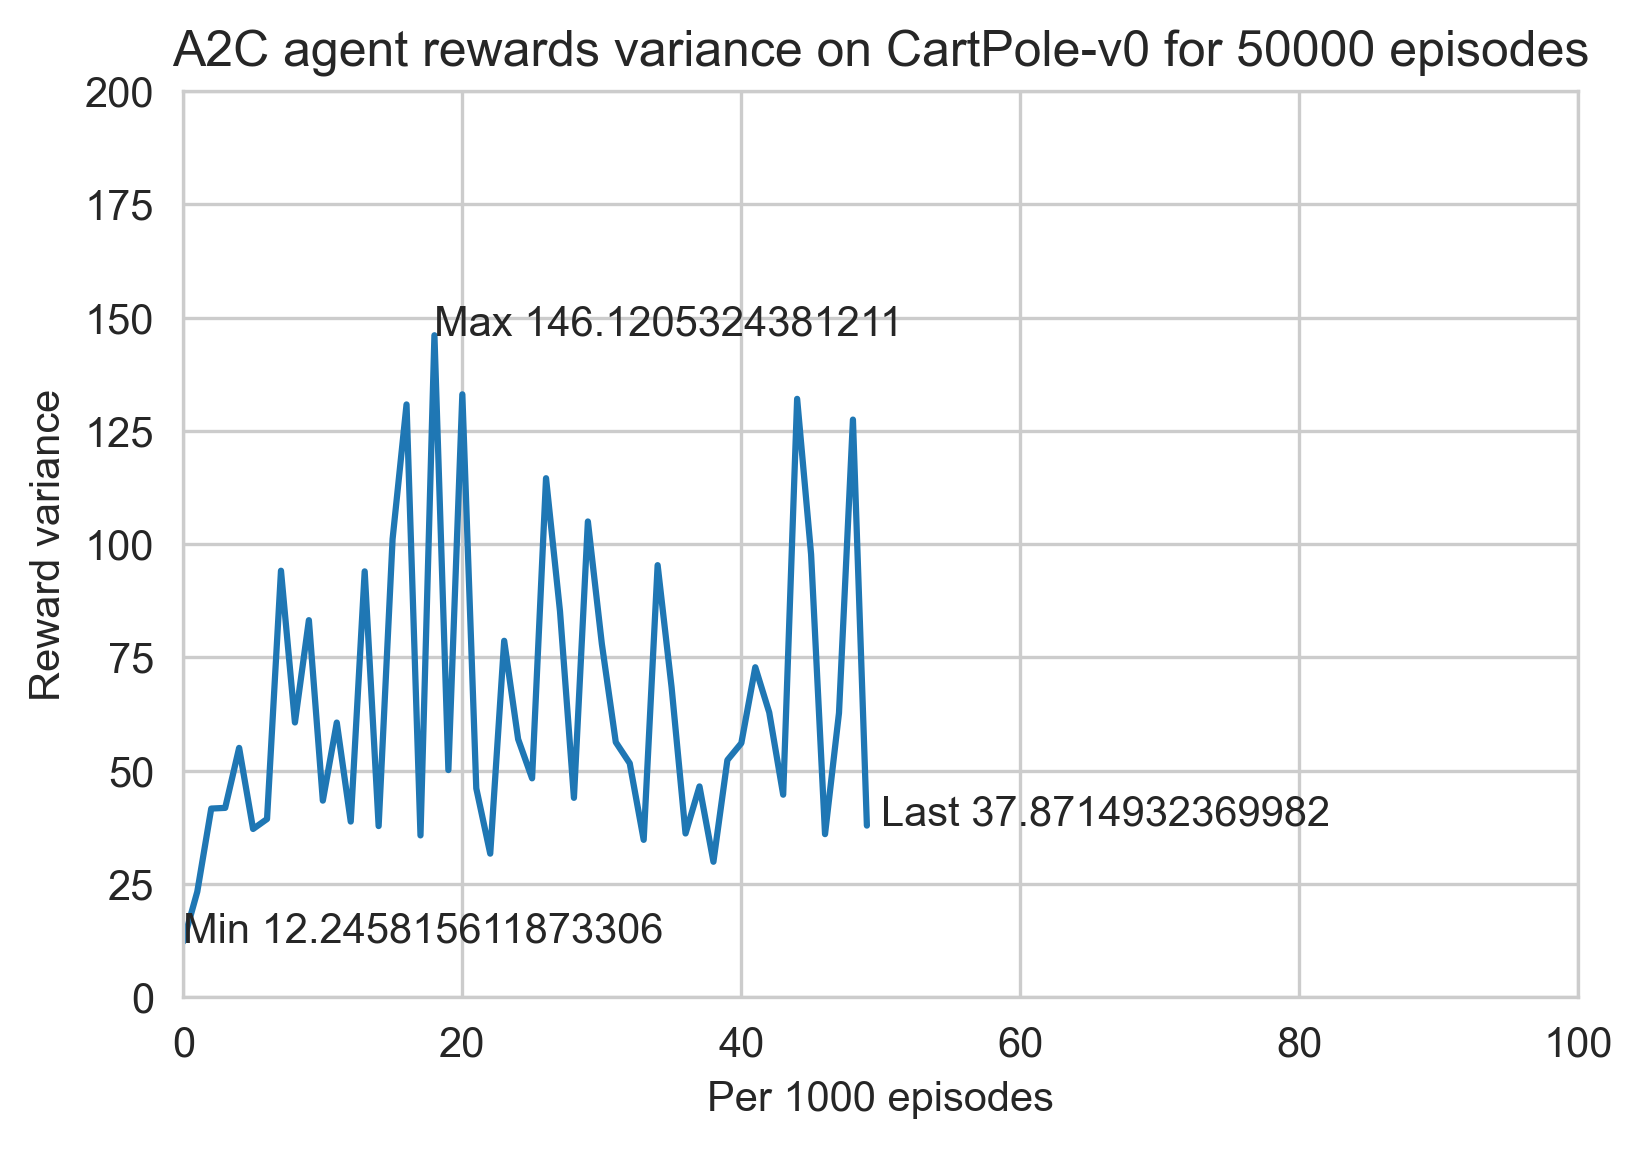 A2C agent rewards variance on CartPole-v0 for 50000 episodes
200
175
150
125
100
75
50
25
0
Reward variance
Max 146.1205324381211
Last 37.8714932369982
Min 12.245815611873306
0 20 40 60 80 100
Per 1000 episodes